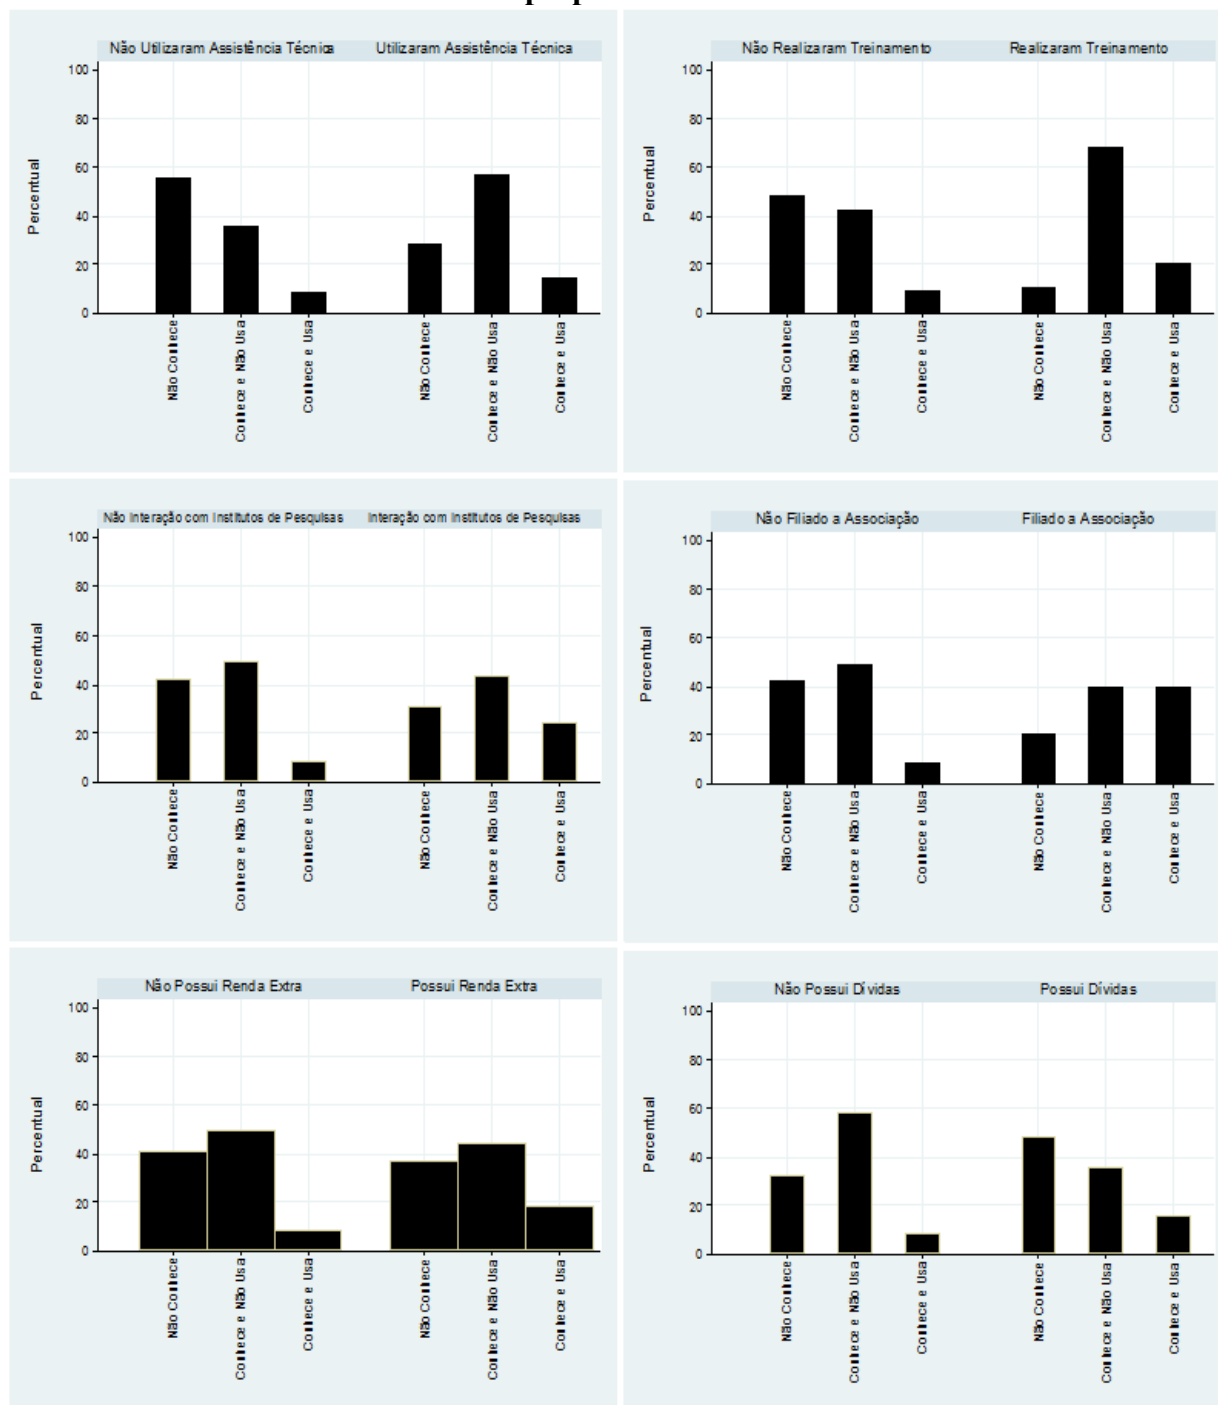 Não Utilizaram Assistência Técnica Utilizaram Assistência Técnica
100
80
60
40
20
0
Percentual
Não Conhece
Conhece e Não Usa
Conhece e Usa
Não Conhece
Conhece e Não Usa
Conhece e Usa
Não Realizaram Treinamento Realizaram Treinamento
100
80
60
40
20
0
Percentual
Não Conhece
Conhece e Não Usa
Conhece e Usa
Não Conhece
Conhece e Não Usa
Conhece e Usa
Não Interação com Institutos de Pesquisas Interação com Institutos de Pesquisas
100
80
60
40
20
0
Percentual
Não Conhece
Conhece e Não Usa
Conhece e Usa
Não Conhece
Conhece e Não Usa
Conhece e Usa
Não Filiado a Associação Filiado a Associação
100
80
60
40
20
0
Percentual
Não Conhece
Conhece e Não Usa
Conhece e Usa
Não Conhece
Conhece e Não Usa
Conhece e Usa
Não Possui Renda Extra Possui Renda Extra
100
80
60
40
20
0
Percentual
Não Conhece
Conhece e Não Usa
Conhece e Usa
Não Conhece
Conhece e Não Usa
Conhece e Usa
Não Possui Dívidas Possui Dívidas
100
80
60
40
20
0
Percentual
Não Conhece
Conhece e Não Usa
Conhece e Usa
Não Conhece
Conhece e Não Usa
Conhece e Usa